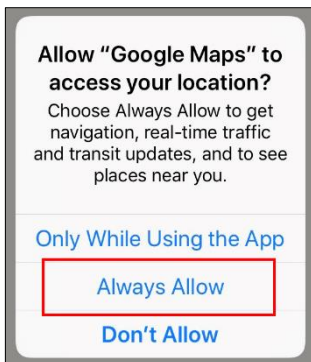 Allow “Google Maps” to
access your location?
Choose Always Allow to get
navigation, real-time traffic
and transit updates, and to see
places near you.
Only While Using the App
Always Allow
Don’t Allow